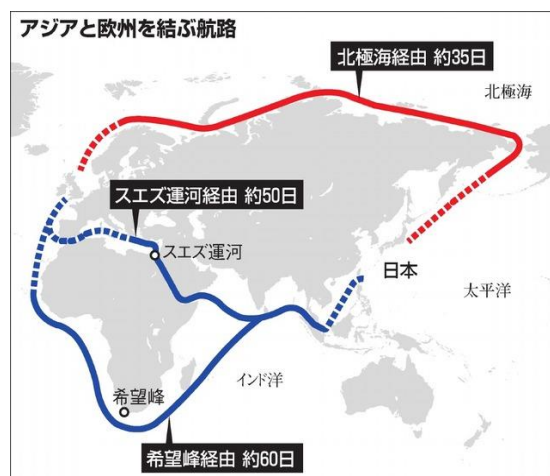 アジアと欧州を結ぶ航路
北極海経由 約35日
北極海
スエズ運河経由 約50日
スエズ運河
日本
太平洋
インド洋
希望峰
希望峰経由 約60日